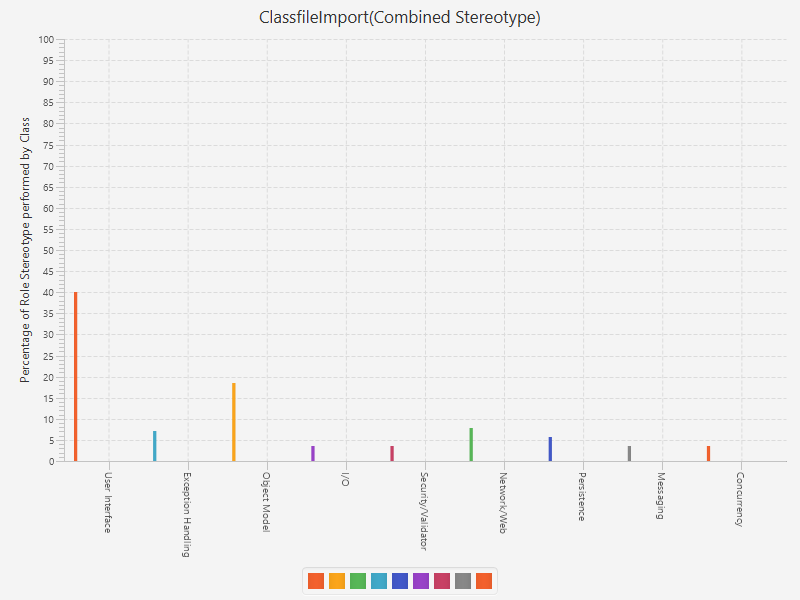 ClassfileImport(Combined Stereotype)
Percentage of Role Stereotype performed by Class
100
95
90
85
80
75
70
65
60
55
50
45
40
35
30
25
20
15
10
5
0
User Interface
Exception Handling
Object Model
I/O
Security/Validator
Network/Web
Persistence
Messaging
Concurrency